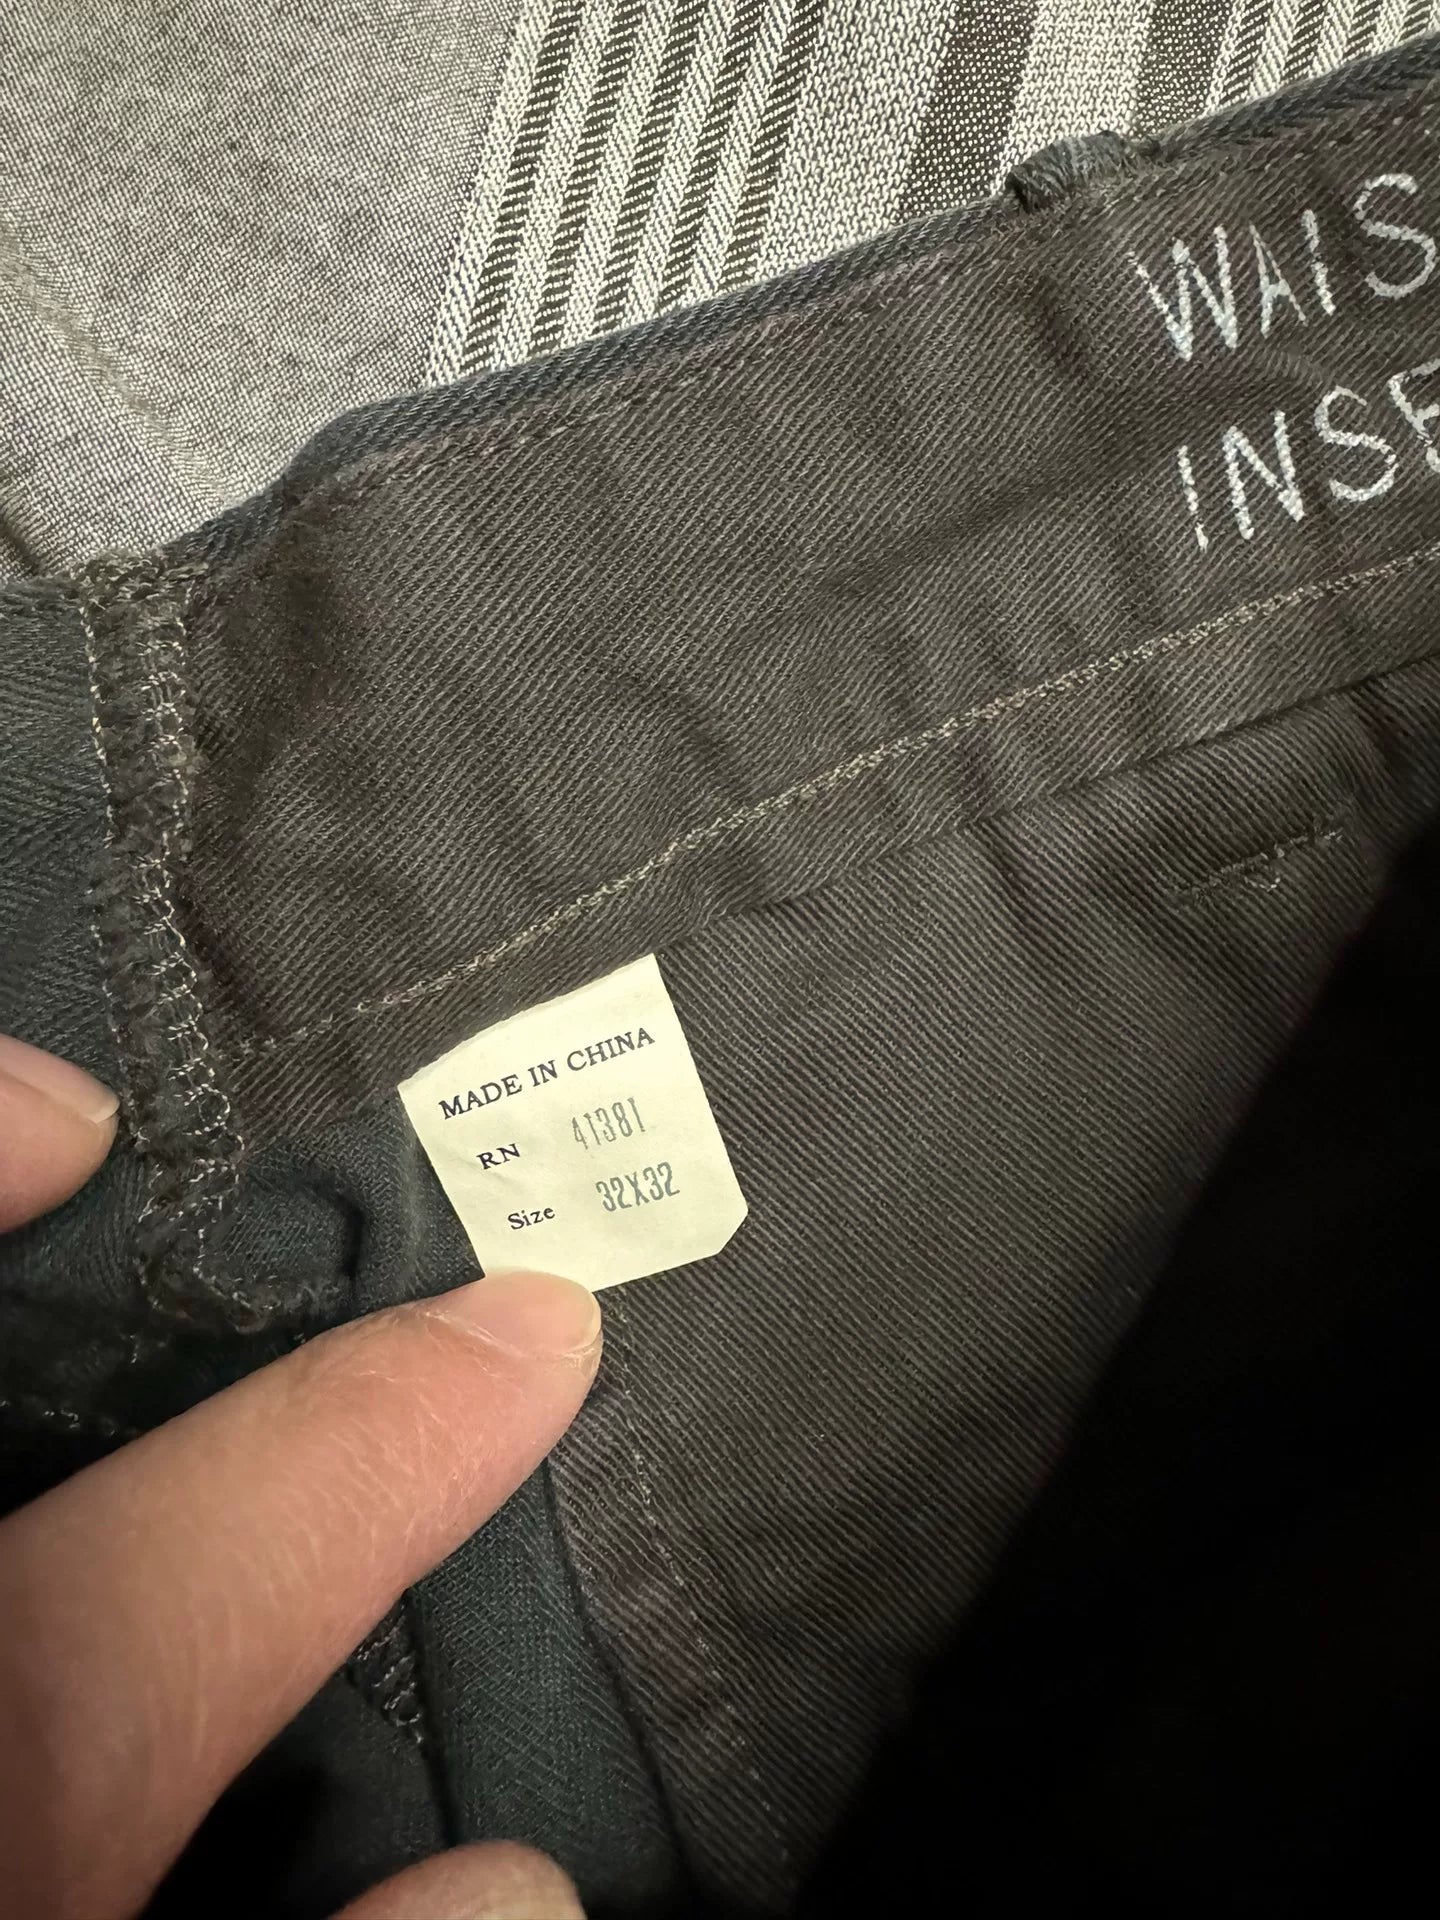 WAIS
INSE
MADE IN CHINA
RN 41381
Size 32X32